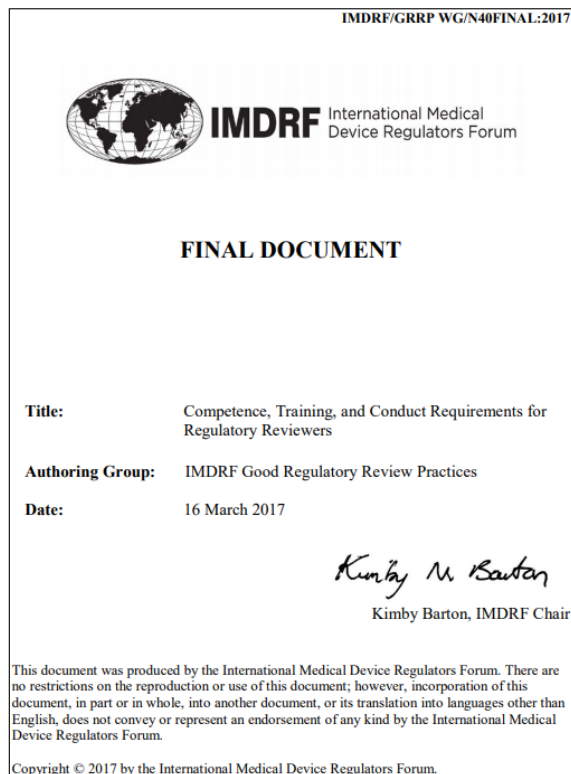 IMDRF/GRRP WG/N40FINAL:2017
IMDRF International Medical
Device Regulators Forum
FINAL DOCUMENT
Title: Competence, Training, and Conduct Requirements for
Regulatory Reviewers
Authoring Group: IMDRF Good Regulatory Review Practices
Date: 16 March 2017
Kimby M Barton
Kimby Barton, IMDRF Chair
This document was produced by the International Medical Device Regulators Forum. There are
no restrictions on the reproduction or use of this document; however, incorporation of this
document, in part or in whole, into another document, or its translation into languages other than
English, does not convey or represent an endorsement of any kind by the International Medical
Device Regulators Forum.
Copyright © 2017 by the International Medical Device Regulators Forum.